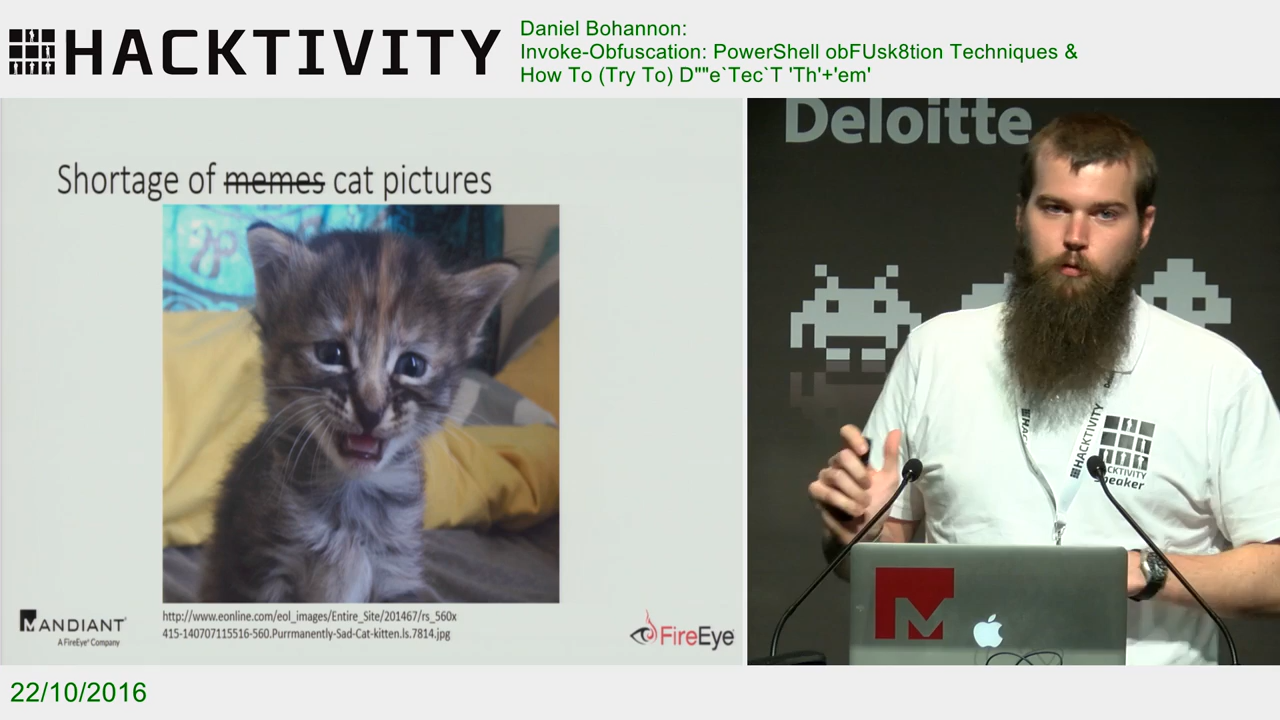 HACKTIVITY
Daniel Bohannon:
Invoke-Obfuscation: PowerShell obFUsk8tion Techniques &
How To (Try To) D""e`Tec`T 'Th'+'em'
Shortage of memes cat pictures
http://www.eonline.com/eol_images/Entire_Site/201467/rs_560x
415-140707115516-560.Purrmanently-Sad-Cat-kitten.ls.7814.jpg
MANDIANT
A FireEye® Company
FireEye™
Deloitte
HACKTIVITY
HACKTIVITY
speaker
M
22/10/2016